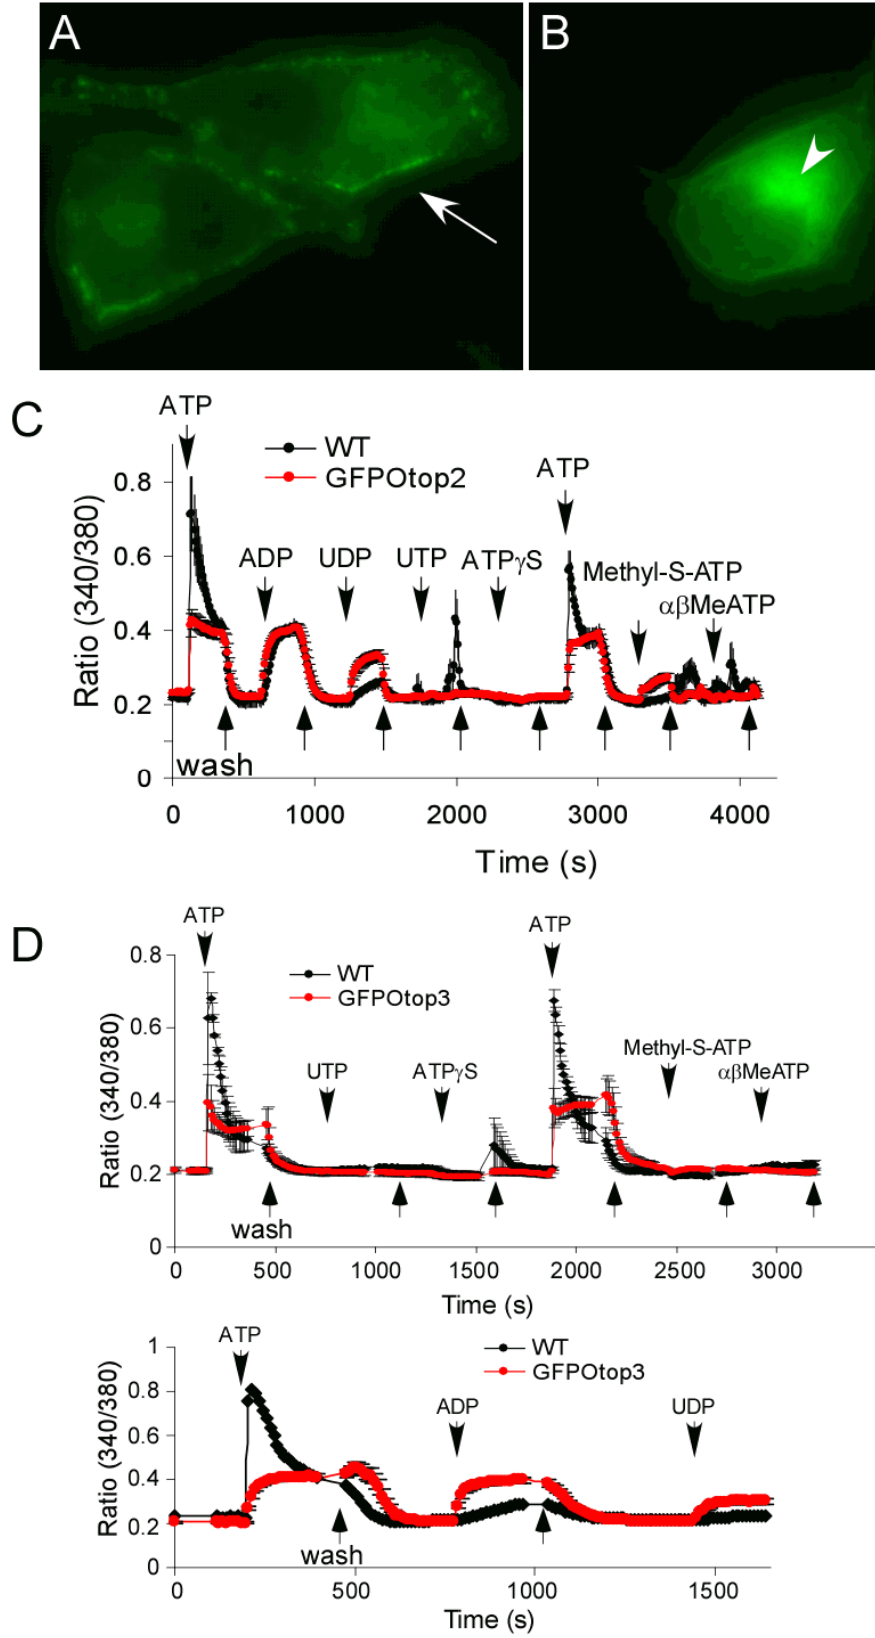 A
B
C
ATP
WT
GFPOtop2
ATP
ADP
UDP
UTP
ATPγS
Methyl-S-ATP
αβMeATP
Ratio (340/380)
0.8
0.6
0.4
0.2
0
wash
0 1000 2000 3000 4000
Time (s)
D
ATP
ATP
WT
GFPOtop3
UTP
ATPγS
Methyl-S-ATP
αβMeATP
Ratio (340/380)
0.8
0.6
0.4
0.2
0
wash
0 500 1000 1500 2000 2500 3000
Time (s)
ATP
WT
GFPOtop3
ADP
UDP
Ratio (340/380)
1
0.8
0.6
0.4
0.2
0
wash
0 500 1000 1500
Time (s)